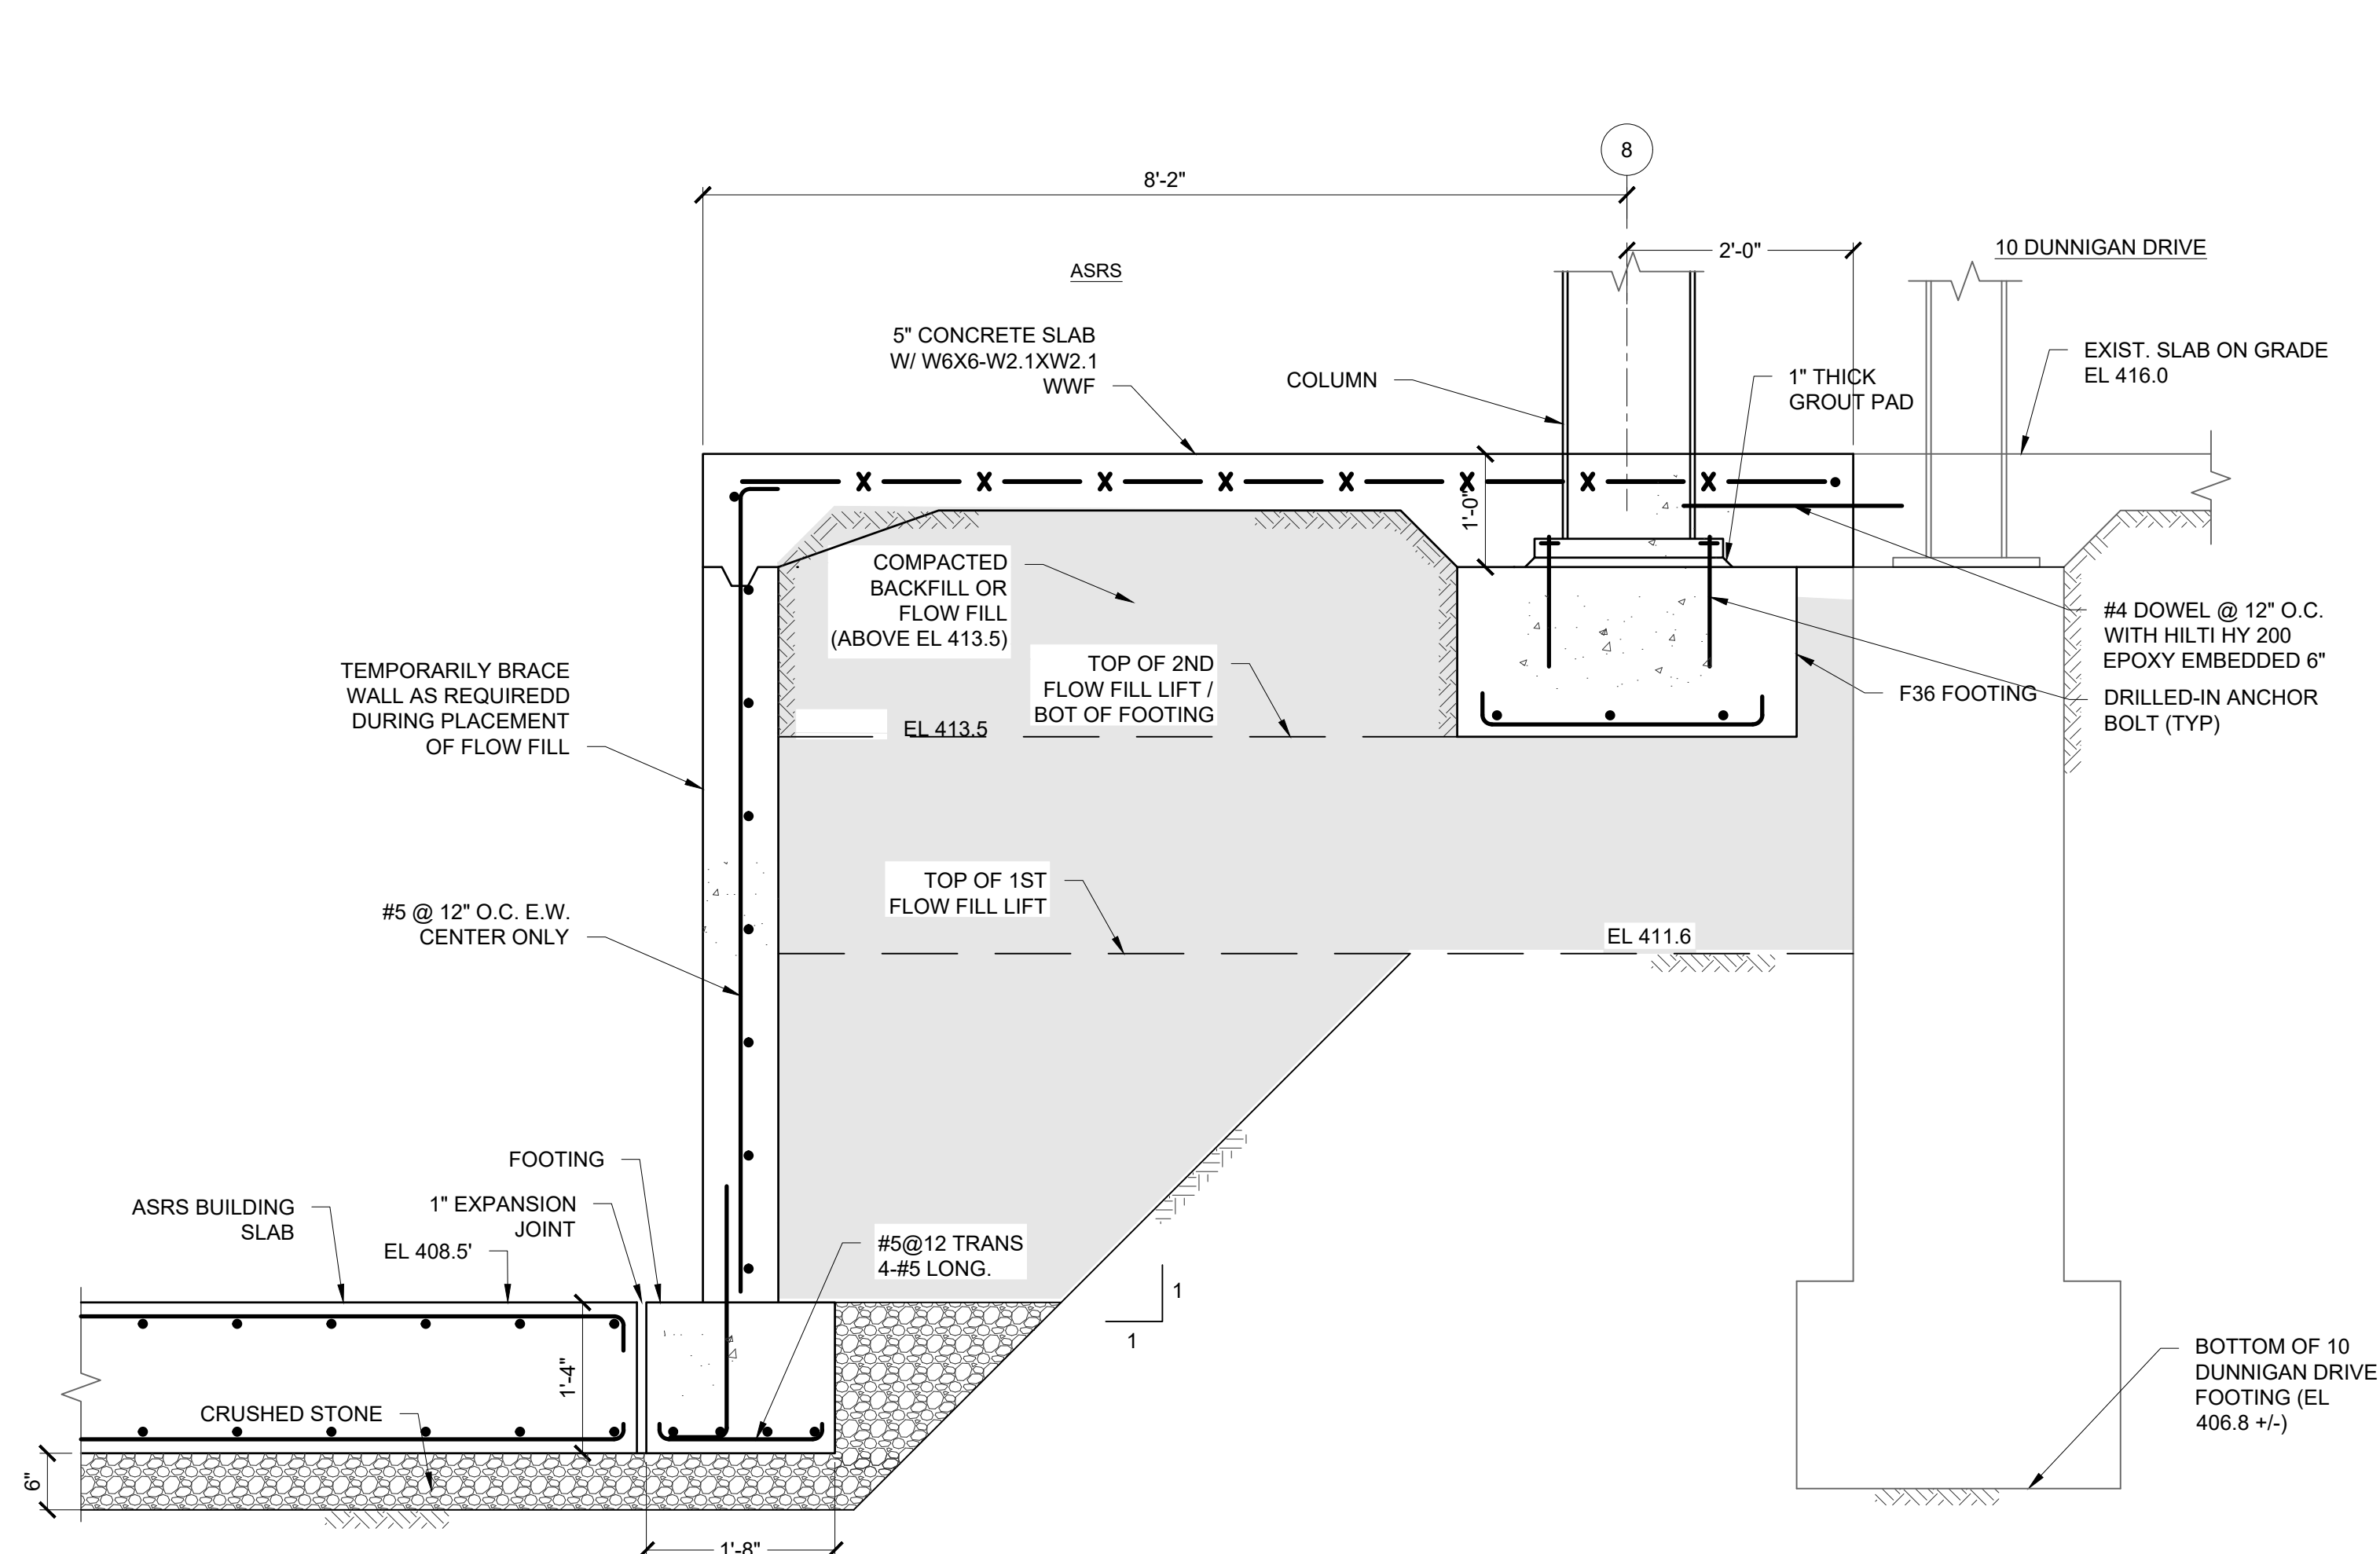 8
8'-2"
2'-0"
10 DUNNIGAN DRIVE
ASRS
5" CONCRETE SLAB
W/ W6X6-W2.1XW2.1
WWF
COLUMN
1" THICK
GROUT PAD
EXIST. SLAB ON GRADE
EL 416.0
1'-0"
COMPACTED
BACKFILL OR
FLOW FILL
(ABOVE EL 413.5)
#4 DOWEL @ 12" O.C.
WITH HILTI HY 200
EPOXY EMBEDDED 6"
TEMPORARILY BRACE
WALL AS REQUIREDD
DURING PLACEMENT
OF FLOW FILL
TOP OF 2ND
FLOW FILL LIFT /
BOT OF FOOTING
F36 FOOTING
DRILLED-IN ANCHOR
BOLT (TYP)
EL 413.5
TOP OF 1ST
FLOW FILL LIFT
#5 @ 12" O.C. E.W.
CENTER ONLY
EL 411.6
FOOTING
ASRS BUILDING
SLAB
1" EXPANSION
JOINT
EL 408.5'
#5@12 TRANS
4-#5 LONG.
1
1
1'-4"
CRUSHED STONE
BOTTOM OF 10
DUNNIGAN DRIVE
FOOTING (EL
406.8 +/-)
6"
1'-8"